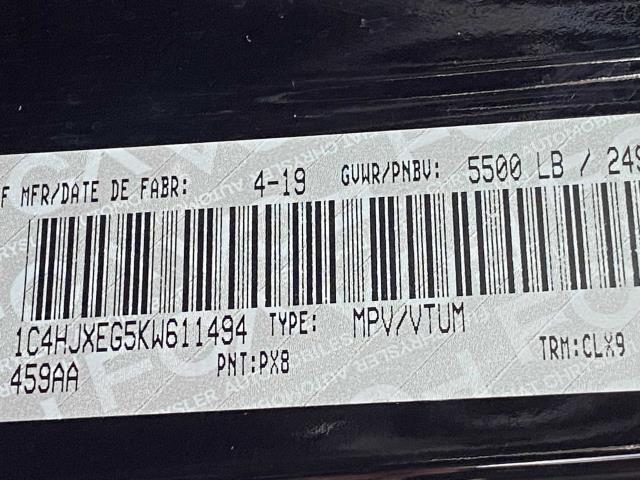 F MFR/DATE DE FABR: 4-19 GVWR/PNBV: 5500 LB / 249
1C4HJXEG5KW611494 TYPE: MPV/VTUM
459AA PNT:PX8 TRM:CLX9